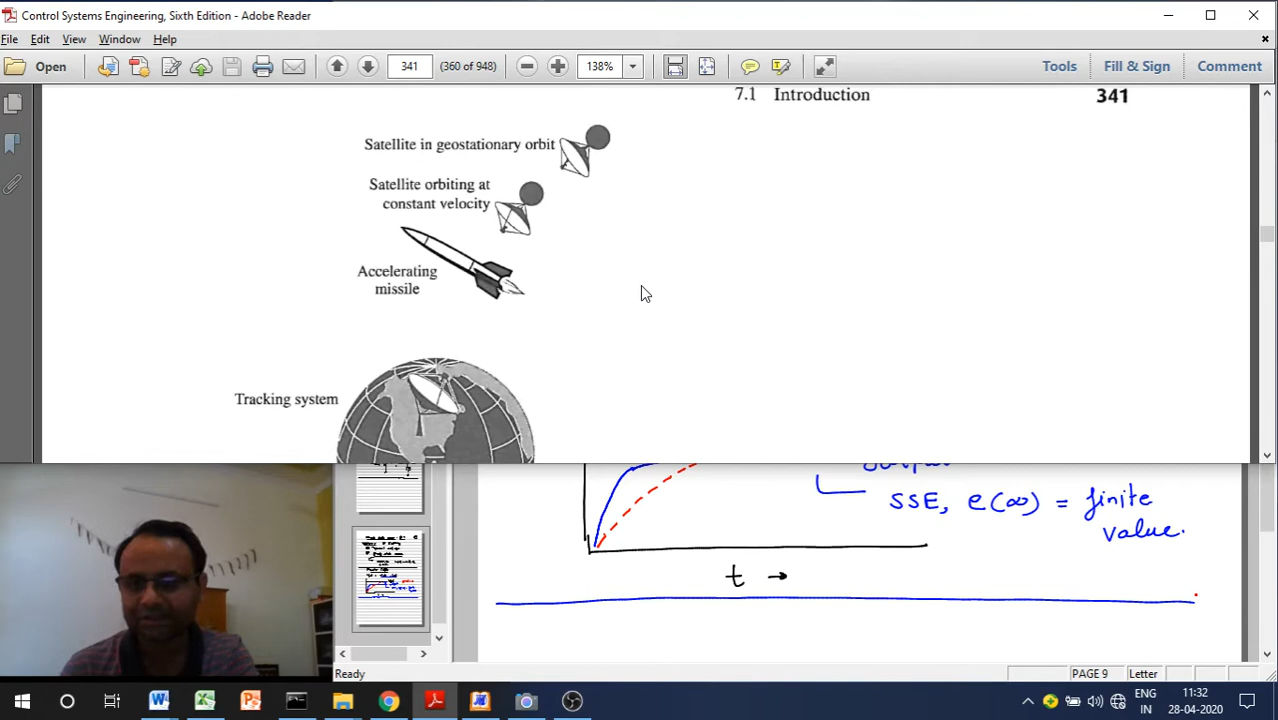 Control Systems Engineering, Sixth Edition - Adobe Reader
File Edit View Window Help
Open 341 (360 of 948) 138% Tools Fill & Sign Comment
7.1 Introduction 341
Satellite in geostationary orbit
Satellite orbiting at
constant velocity
Accelerating
missile
Tracking system
SSE, e(∞) = finite
value.
t →
Ready PAGE 9 Letter
ENG 11:32
IN 28-04-2020